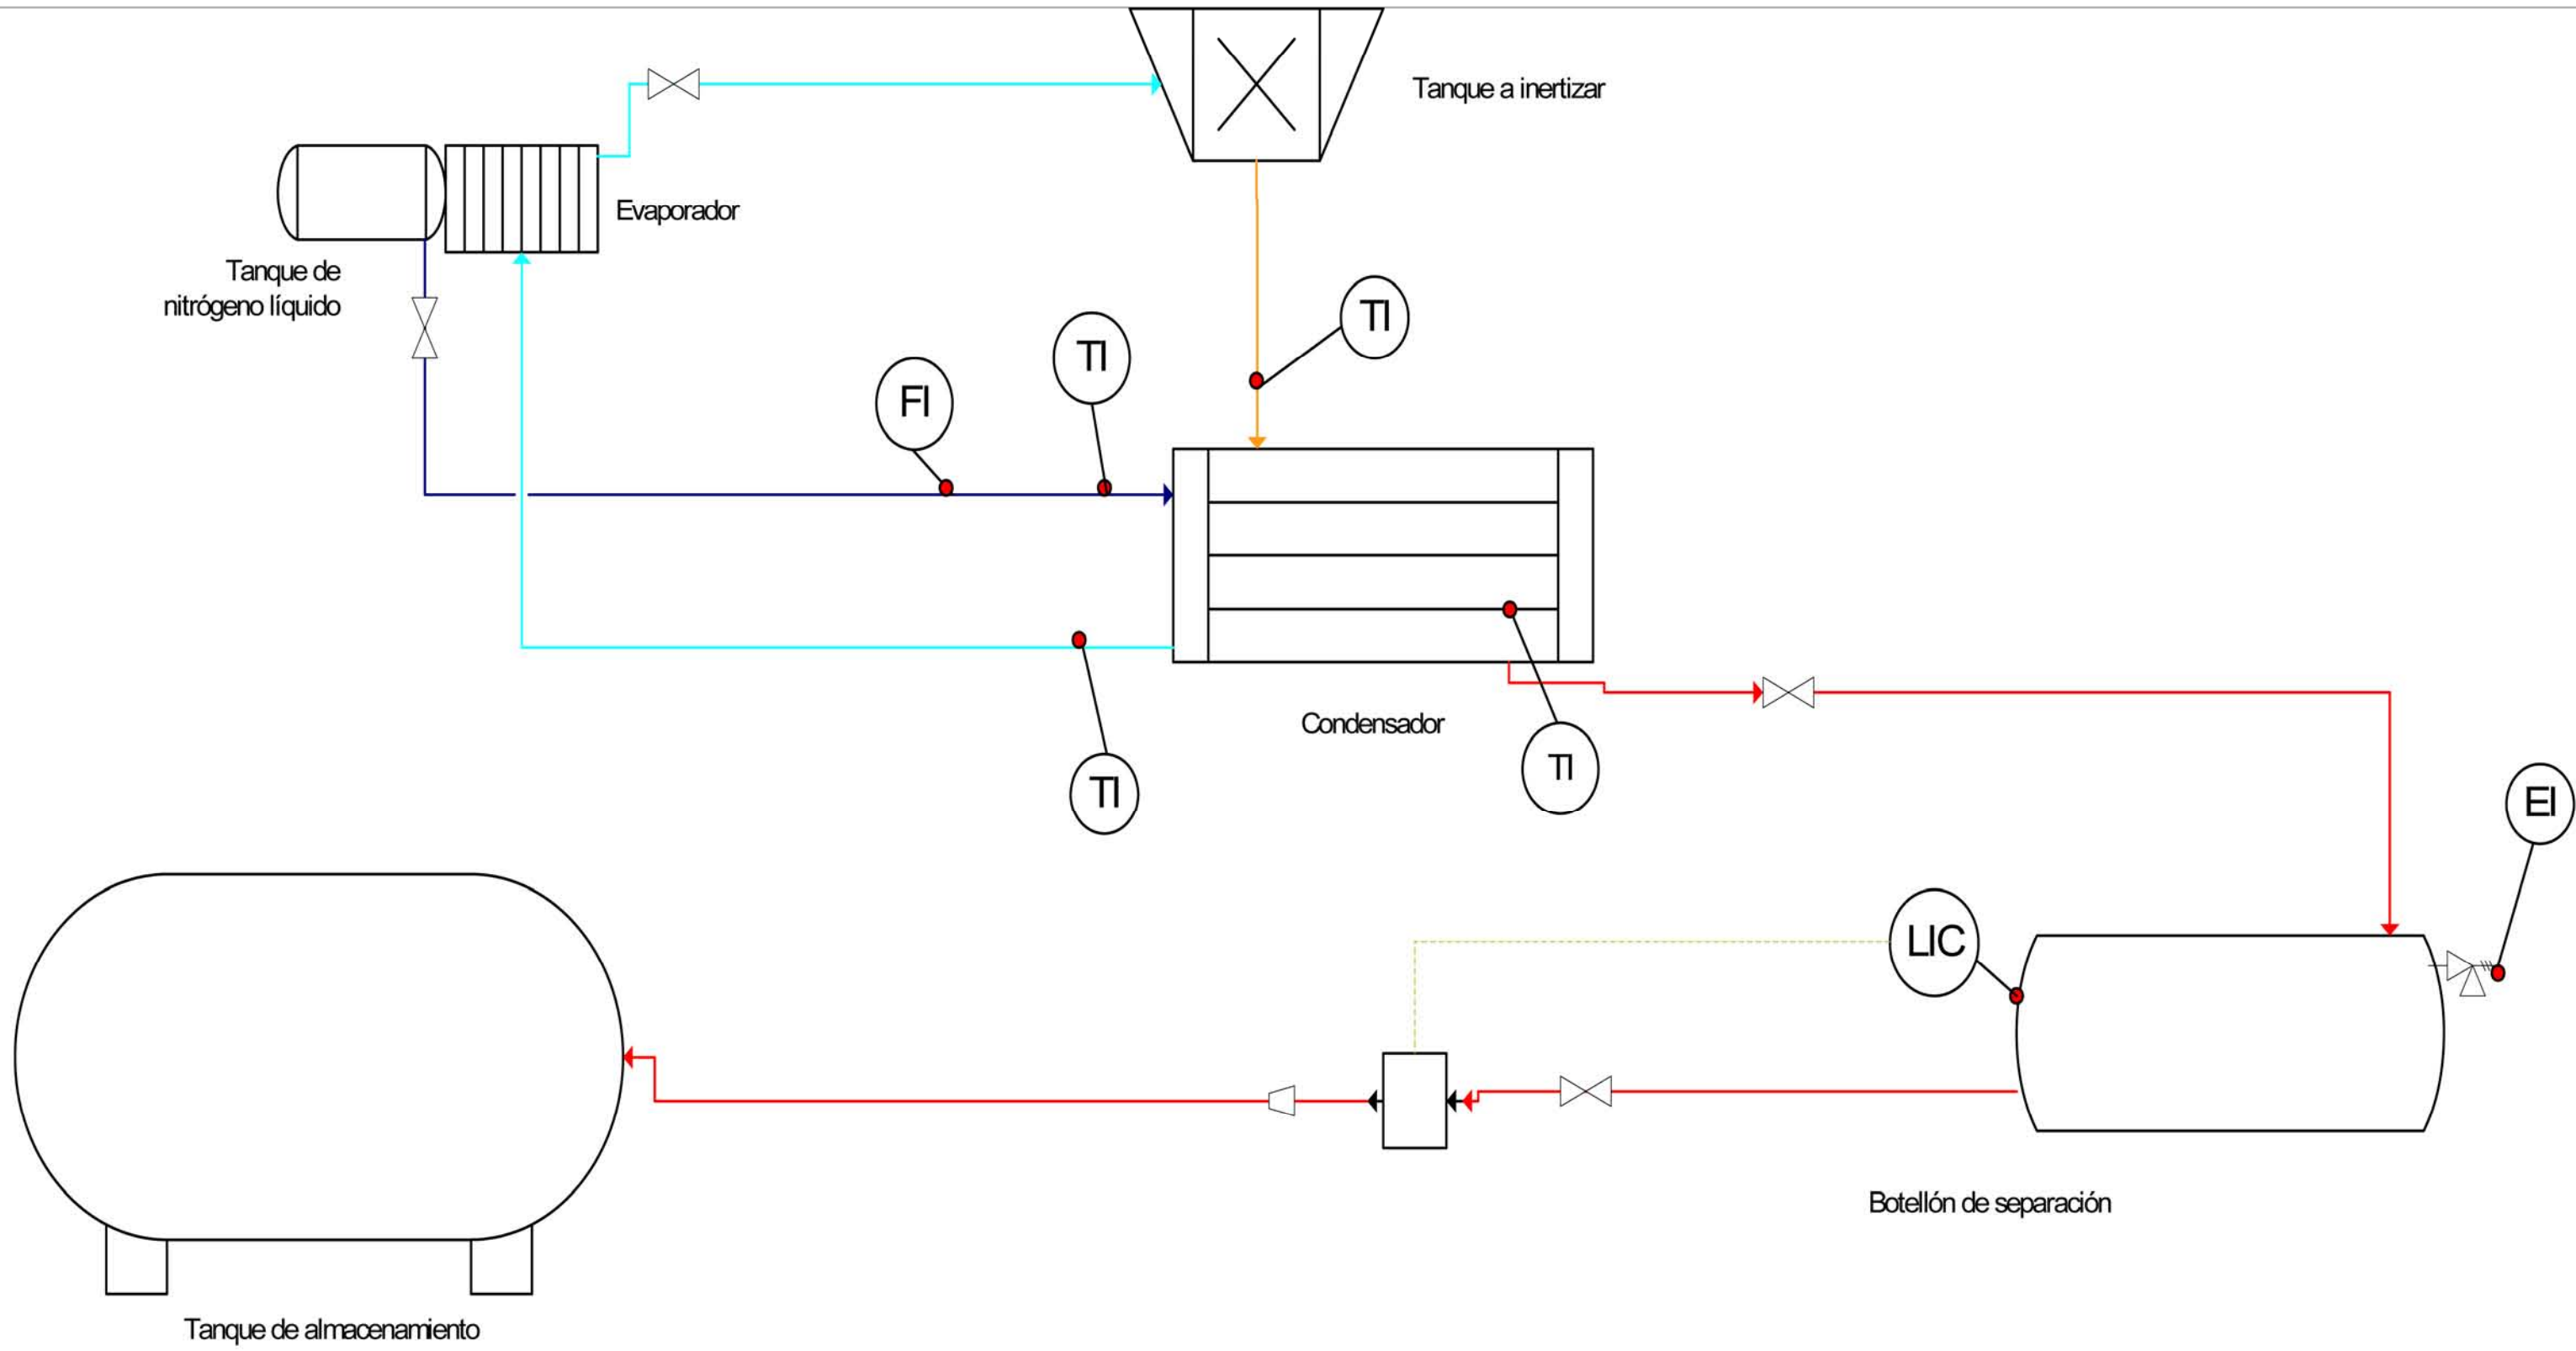 Tanque a inertizar
Evaporador
Tanque de
nitrógeno líquido
TI
TI
FI
Condensador
TI
TI
EI
LIC
Botellón de separación
Tanque de almacenamiento